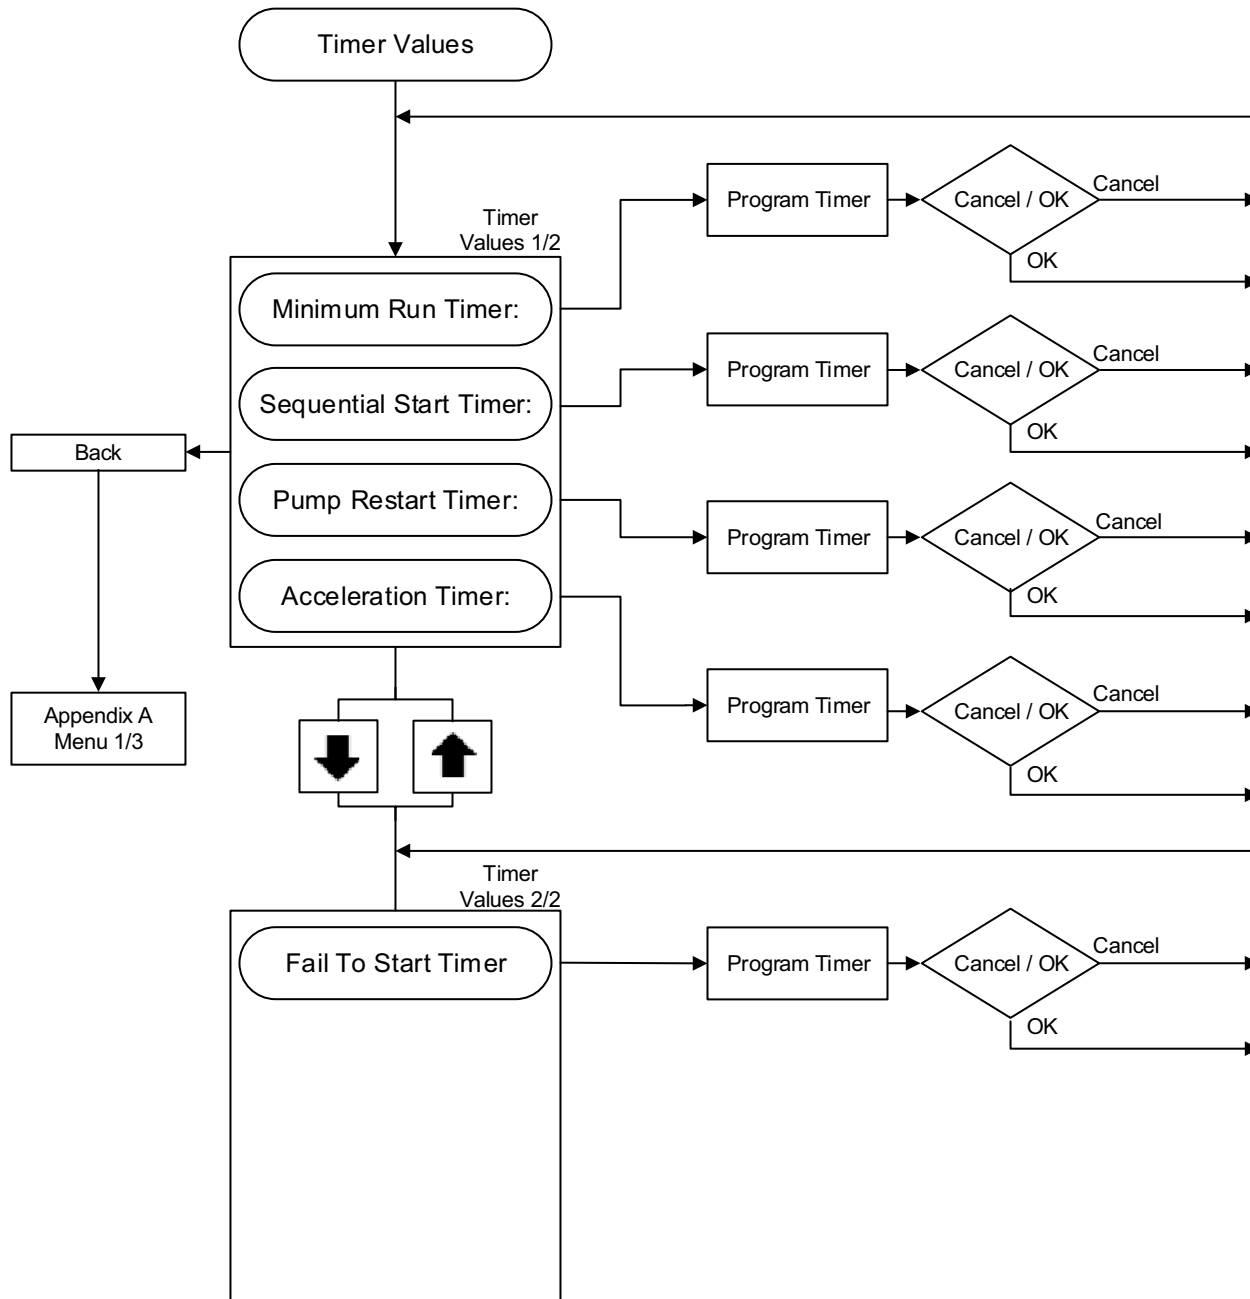 Timer Values
Timer
Values 1/2
Minimum Run Timer:
Program Timer
Cancel / OK
Cancel
OK
Sequential Start Timer:
Program Timer
Cancel / OK
Cancel
OK
Back
Pump Restart Timer:
Program Timer
Cancel / OK
Cancel
OK
Acceleration Timer:
Program Timer
Cancel / OK
Cancel
OK
Appendix A
Menu 1/3
Timer
Values 2/2
Fail To Start Timer
Program Timer
Cancel / OK
Cancel
OK